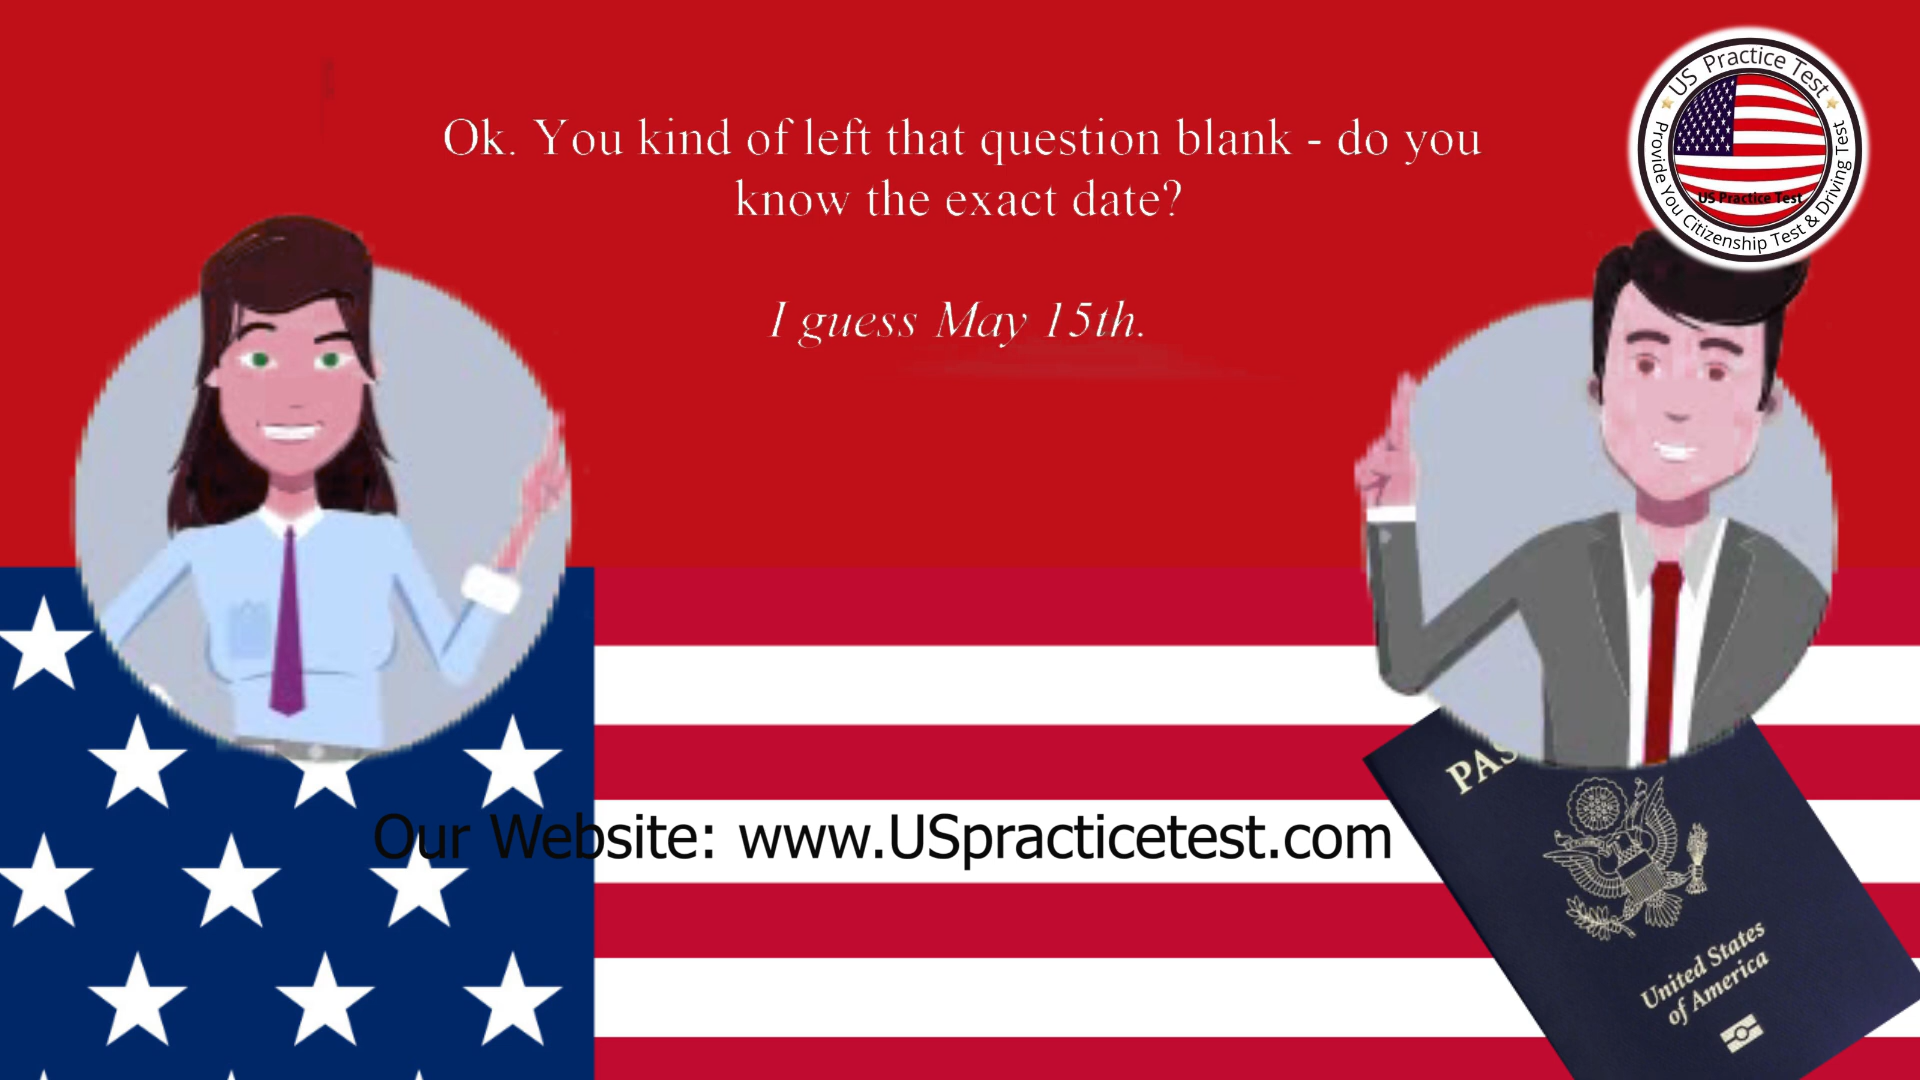 Ok. You kind of left that question blank - do you
know the exact date?
I guess May 15th.
US Practice Test
Provide You Citizenship Test & Driving Test
US Practice Test
Our Website: www.USpracticetest.com
PAS
United States
of America